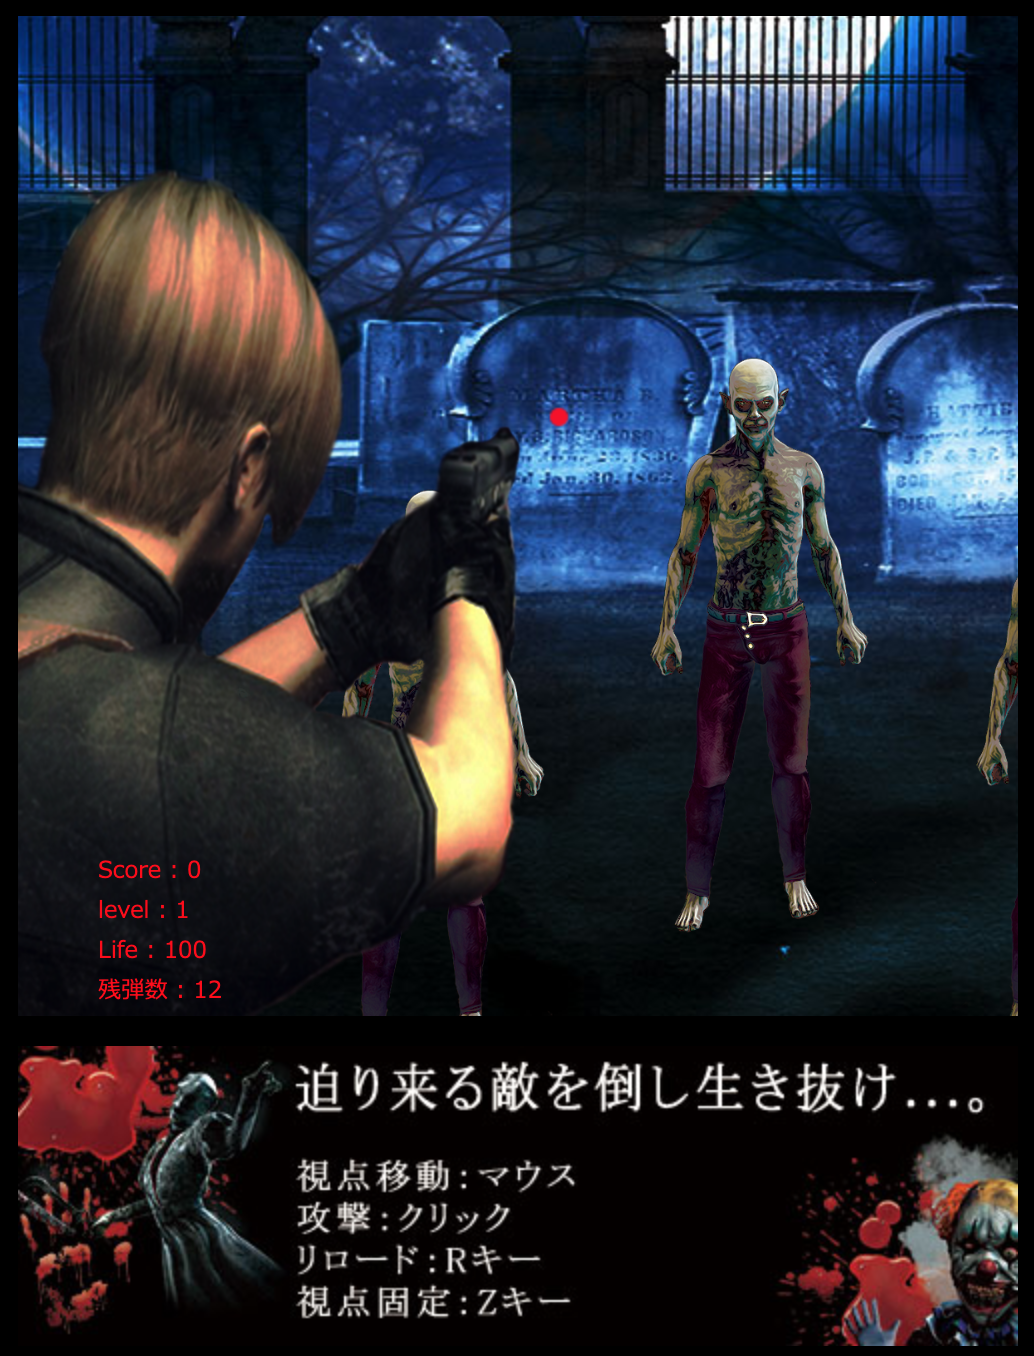 MARTHA B.
HATTIE
Score : 0
level : 1
Life : 100
残弾数 : 12
迫り来る敵を倒し生き抜け...。
視点移動:マウス
攻撃:クリック
リロード:Rキー
視点固定:Zキー